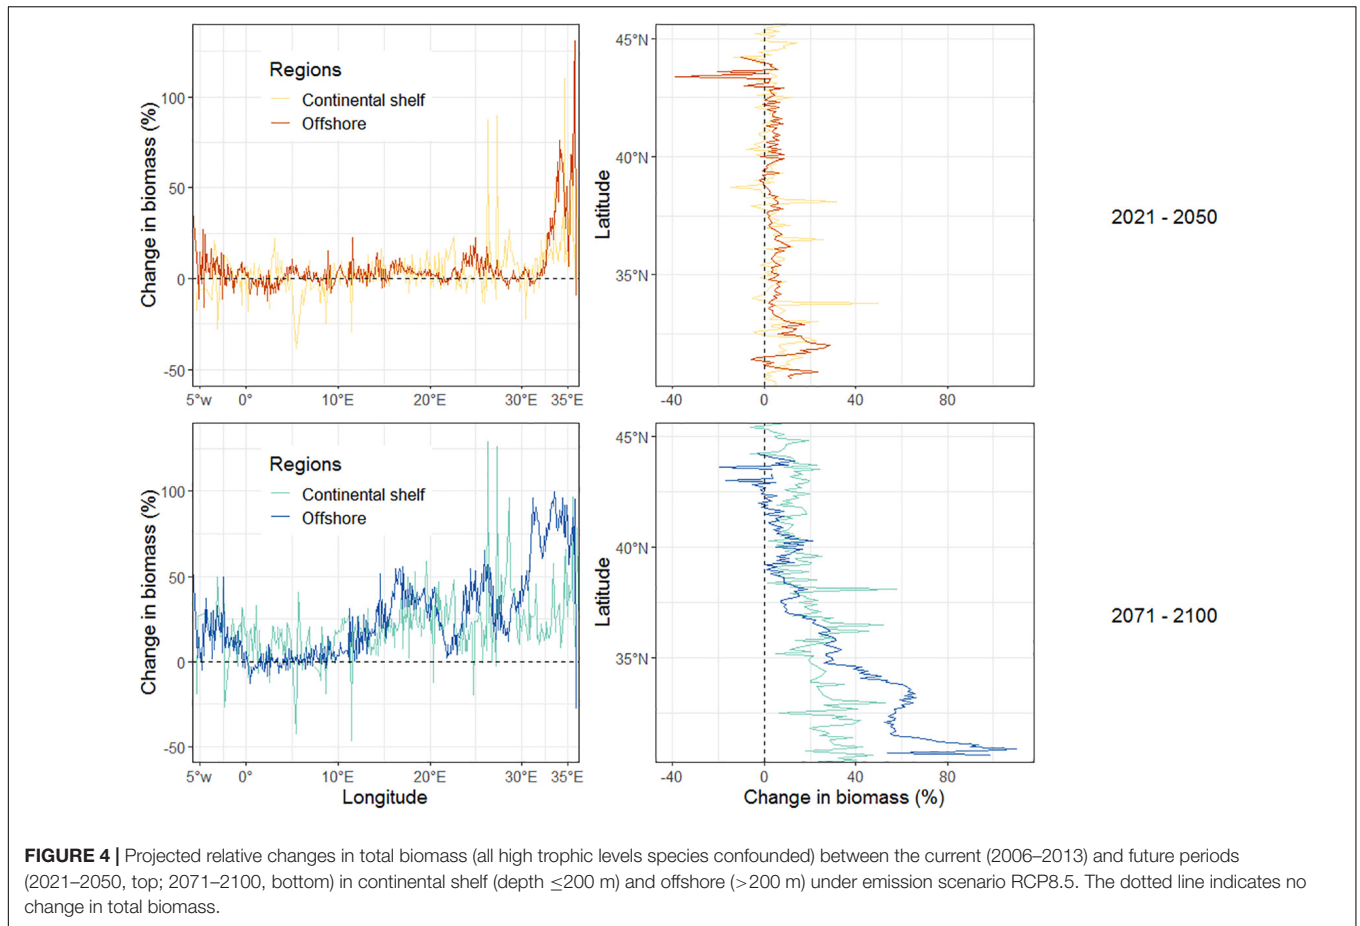 Regions
Continental shelf
Offshore
Change in biomass (%)
100
50
0
-50
5°w 0° 10°E 20°E 30°E 35°E
Latitude
45°N
40°N
35°N
-40 0 40 80
2021 - 2050
Regions
Continental shelf
Offshore
Change in biomass (%)
100
50
0
-50
5°w 0° 10°E 20°E 30°E 35°E
Longitude
Latitude
45°N
40°N
35°N
-40 0 40 80
Change in biomass (%)
2071 - 2100
FIGURE 4 | Projected relative changes in total biomass (all high trophic levels species confounded) between the current (2006–2013) and future periods
(2021–2050, top; 2071–2100, bottom) in continental shelf (depth ≤200 m) and offshore (>200 m) under emission scenario RCP8.5. The dotted line indicates no
change in total biomass.